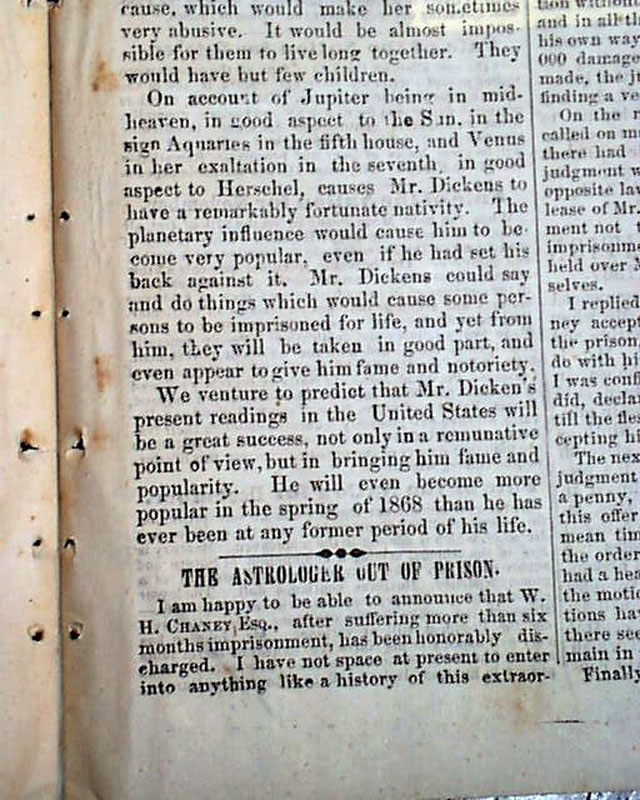 cause, which would make her sometimes
very abusive. It would be almost impos-
sible for them to live long together. They
would have but few children.
On account of Jupiter being in mid-
heaven, in good aspect to the Sun. in the
sign Aquaries in the fifth house, and Venus
in her exaltation in the seventh, in good
aspect to Herschel, causes Mr. Dickens to
have a remarkably fortunate nativity. The
planetary influence would cause him to be-
come very popular, even if he had set his
back against it. Mr. Dickens could say
and do things which would cause some per-
sons to be imprisoned for life, and yet from
him, they will be taken in good part, and
even appear to give him fame and notoriety.
We venture to predict that Mr. Dicken's
present readings in the United States will
be a great success, not only in a remunative
point of view, but in bringing him fame and
popularity. He will even become more
popular in the spring of 1868 than he has
ever been at any former period of his life.
THE ASTROLOGER OUT OF PRISON.
I am happy to be able to announce that W.
H. CHANEY, ESQ., after suffering more than six
months imprisonment, has been honorably dis-
charged. I have not space at present to enter
into anything like a history of this extraor-
tion without
and in all th
his own way
000 damage
made, the ju
finding a ve
On the r
called on m
there had
judgment w
opposite la
lease of Mr.
ment not t
imprisonm
held over M
selves.
I replied
ney accept
the prison,
do with hi
I was confi
did, decla
till the fles
cepting hi
The nex
judgment
a penny,
this offer
mean tim
the order
had a hea
the motio
tions hav
there see
main in
Finally